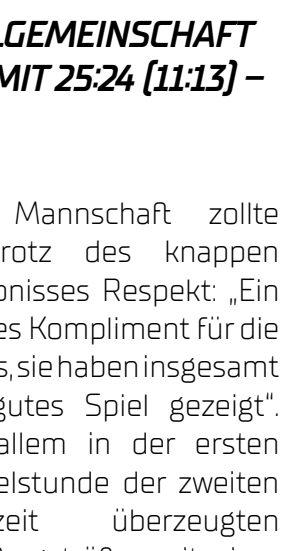 LGEMEINSCHAFT
MIT 25:24 (11:13) –
Mannschaft zollte
rotz des knappen
onisses Respekt: „Ein
es Kompliment für die
s, sie haben insgesamt
gutes Spiel gezeigt“.
allem in der ersten
elstunde der zweiten
zeit überzeugten